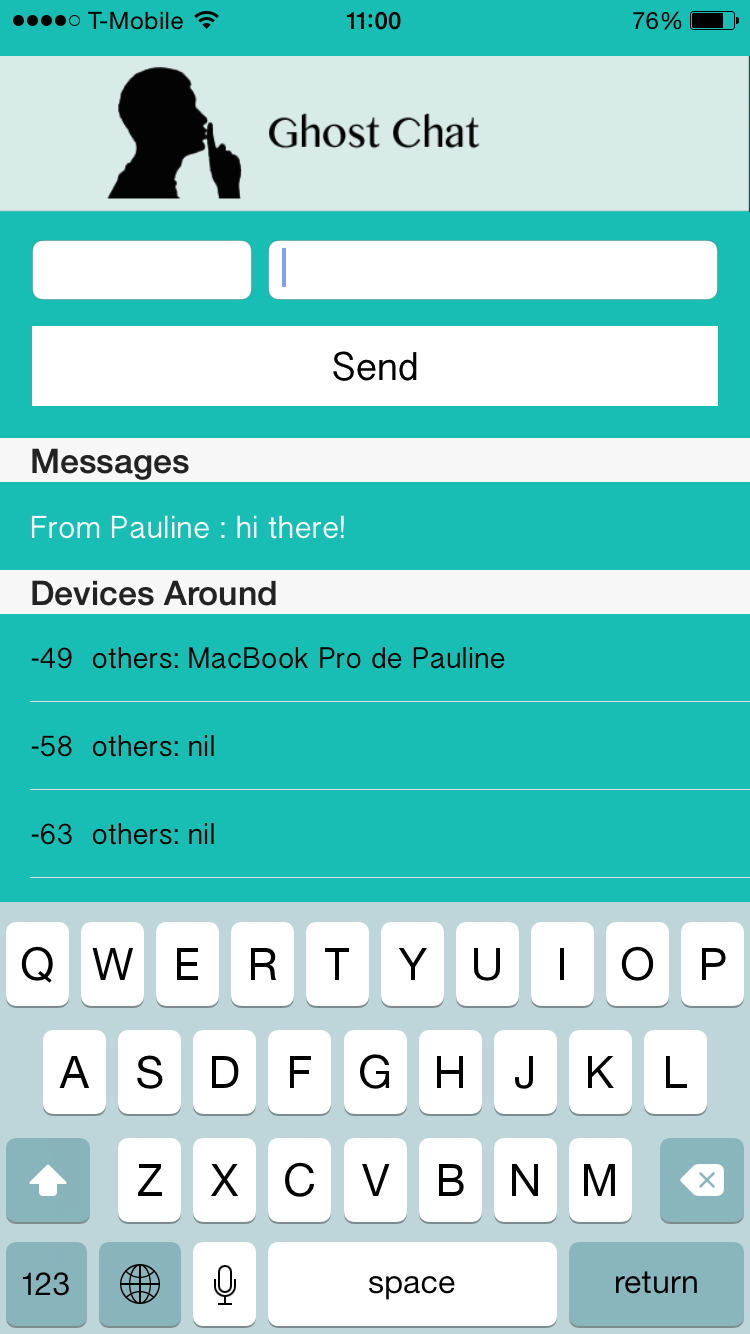 T-Mobile 11:00 76%
Ghost Chat
Send
Messages
From Pauline : hi there!
Devices Around
-49 others: MacBook Pro de Pauline
-58 others: nil
-63 others: nil
Q W E R T Y U I O P
A S D F G H J K L
Z X C V B N M
123 space return